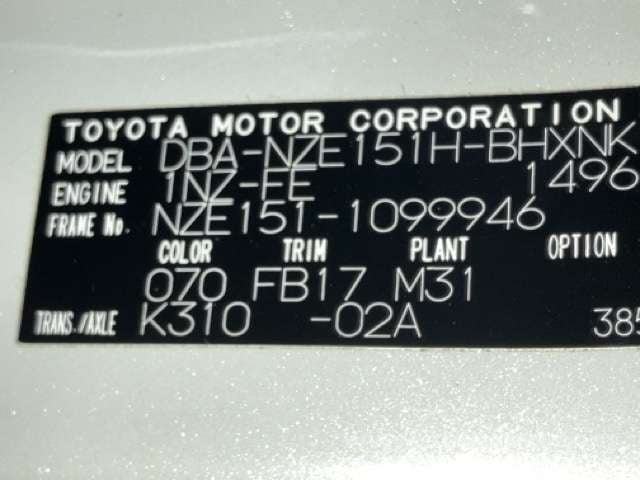 TOYOTA MOTOR CORPORATION
MODEL DBA-NZE151H-BHXNK
ENGINE 1NZ-FE 1496
FRAME No. NZE151-1099946
COLOR TRIM PLANT OPTION
070 FB17 M31
TRANS./AXLE K310 -02A 385